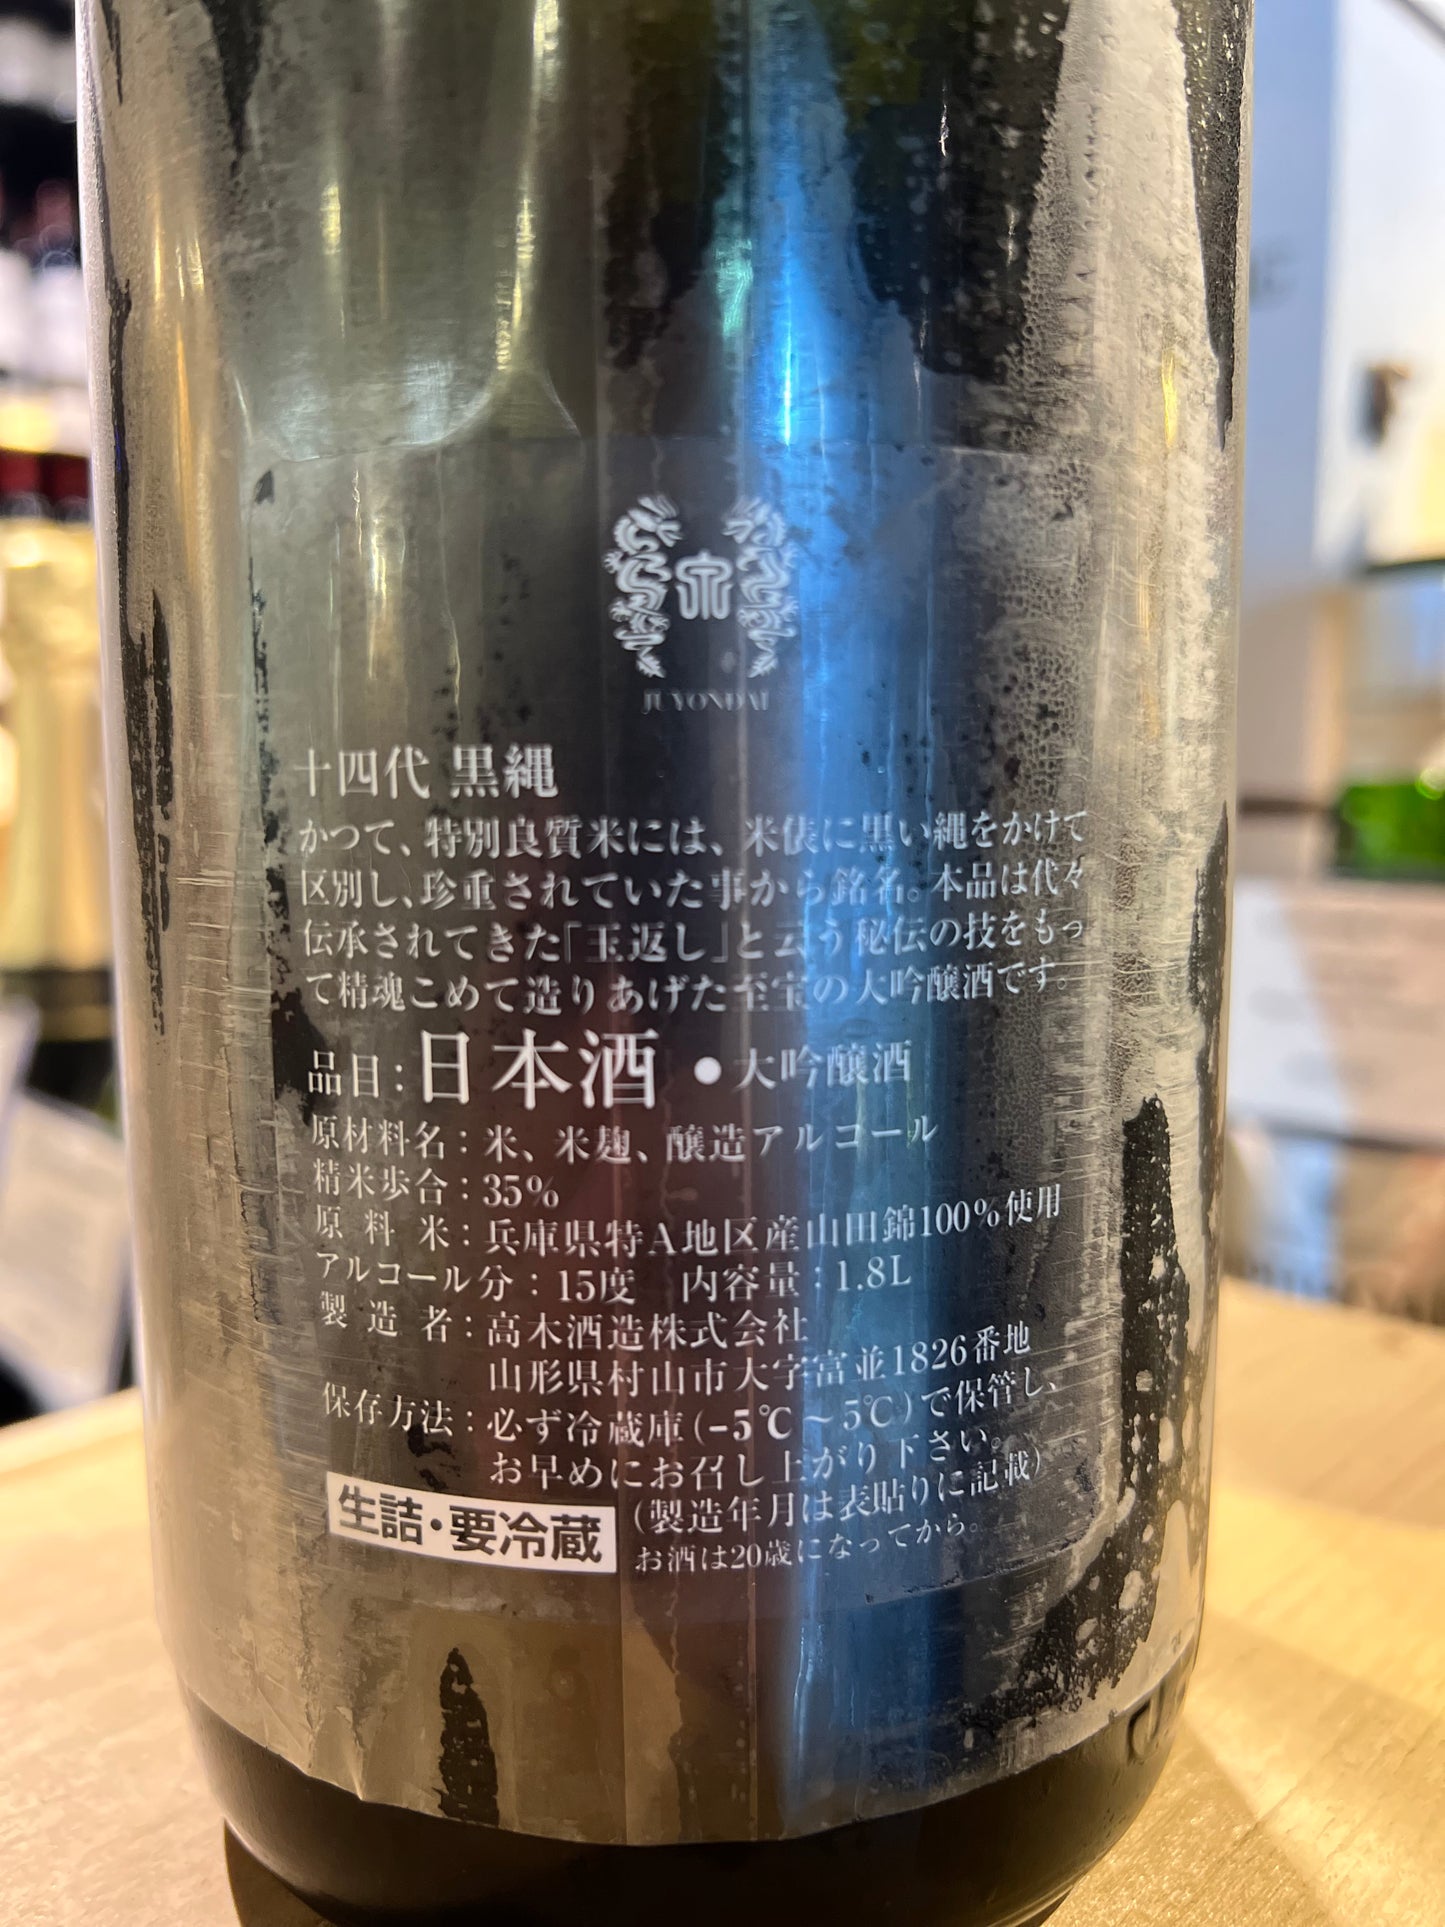 JUYONDAI
十四代 黒縄
かつて、特別良質米には、米俵に黒い縄をかけて
区別し、珍重されていた事から銘名。本品は代々
伝承されてきた「玉返し」と云う秘伝の技をもっ
て精魂こめて造りあげた至宝の大吟醸酒です。
品目：日本酒・大吟醸酒
原材料名：米、米麹、醸造アルコール
精米歩合：35%
原料米：兵庫県特A地区産山田錦100%使用
アルコール分：15度 内容量：1.8L
製造者：高木酒造株式会社
山形県村山市大字富並1826番地
保存方法：必ず冷蔵庫(-5℃～5℃)で保管し、
お早めにお召し上がり下さい。
(製造年月は表貼りに記載)
生詰・要冷蔵
お酒は20歳になってから。